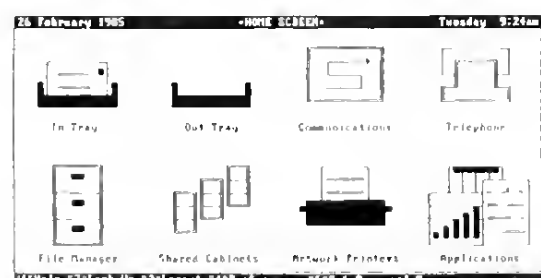 26 February 1985 •HOME SCREEN• Tuesday 9:24am
In Tray Out Tray Communications Telephone
File Manager Shared Cabinets Network Printers Applications